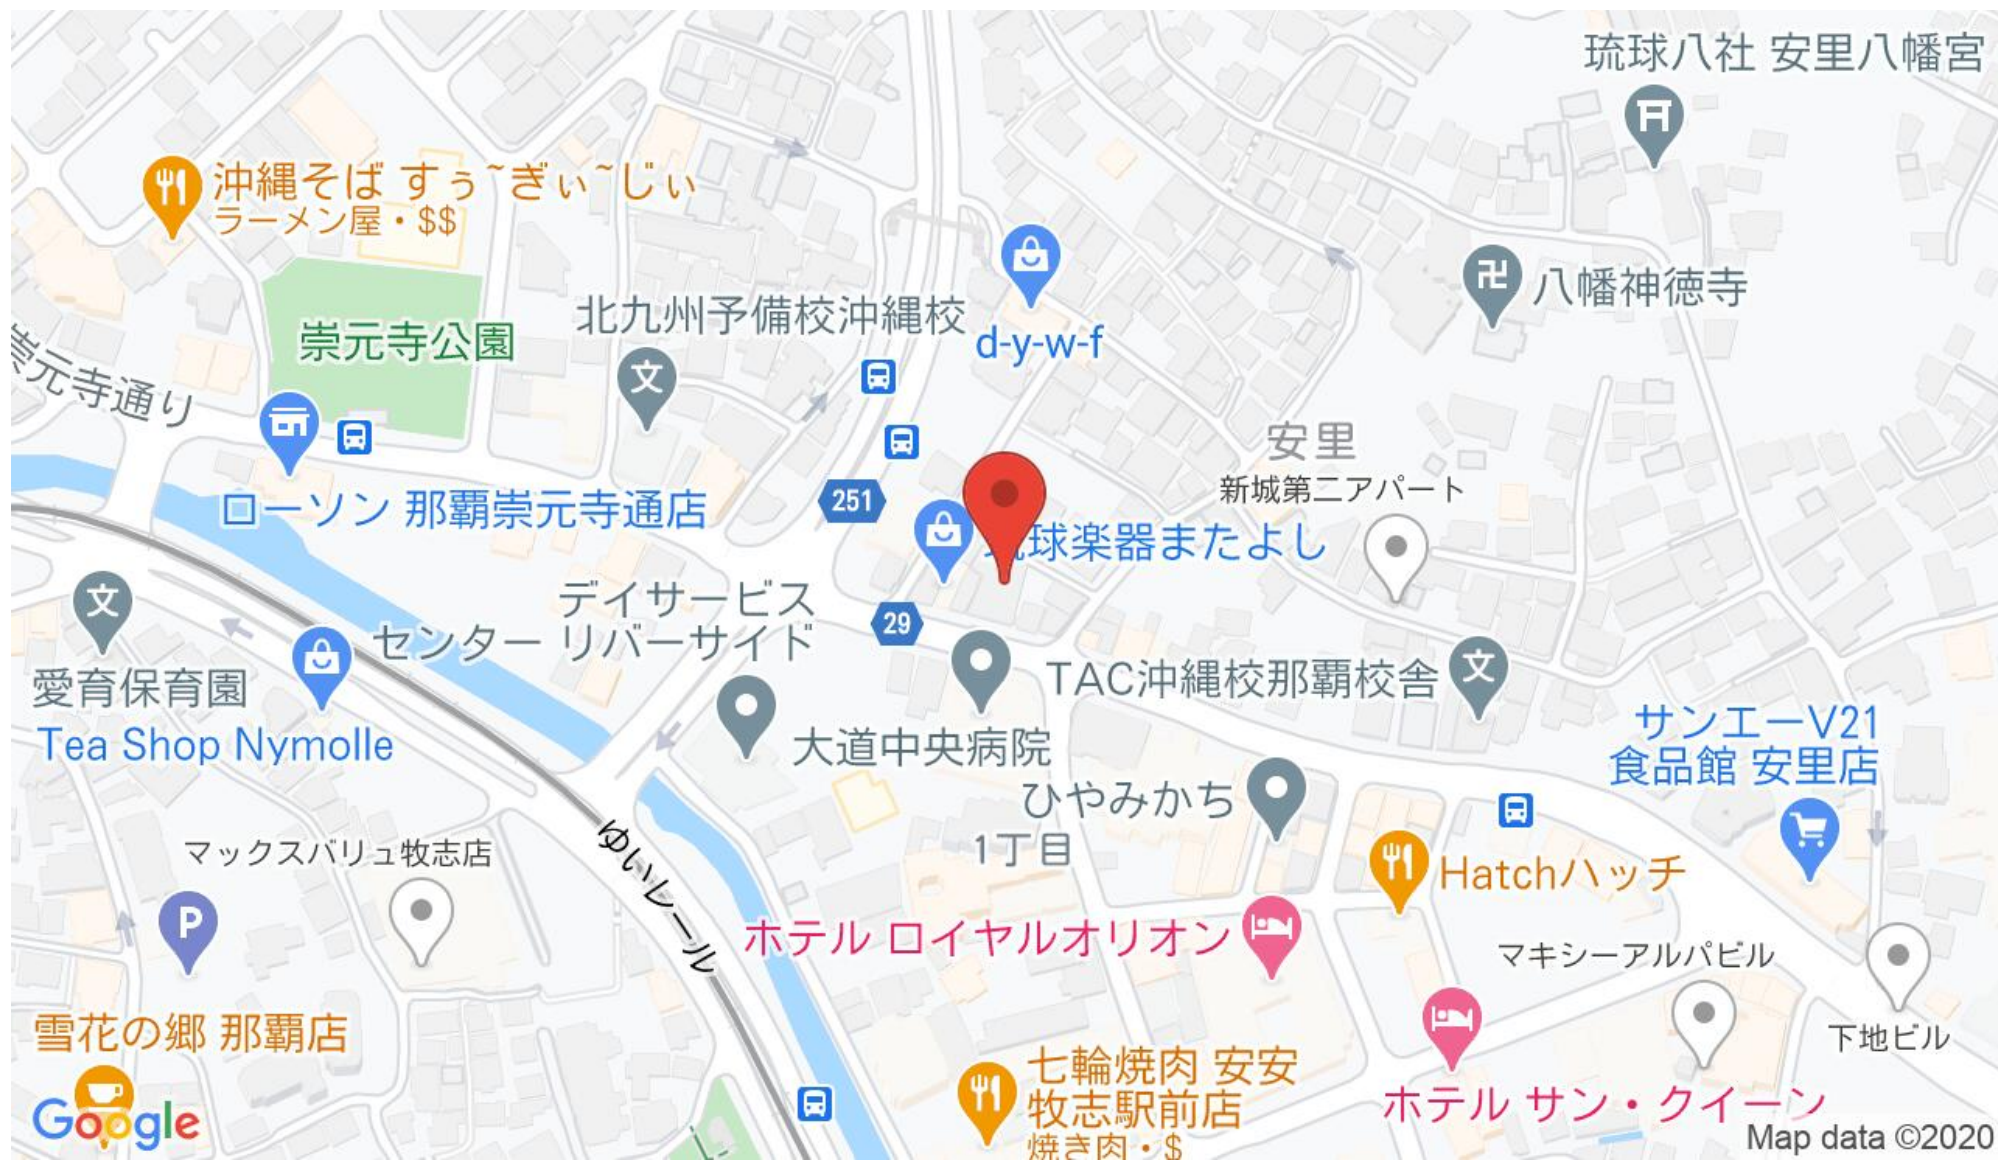 琉球八社 安里八幡宮
沖縄そば すぅ~ぎぃ~じぃ
ラーメン屋・$$
八幡神徳寺
北九州予備校沖縄校
文
崇元寺公園
d-y-w-f
崇元寺通り
安里
新城第二アパート
251
ローソン 那覇崇元寺通店
球楽器またよし
デイサービス
センター リバーサイド
29
文
愛育保育園
Tea Shop Nymolle
TAC沖縄校那覇校舎
文
大道中央病院
サンエーV21
食品館 安里店
ひやみかち
1丁目
マックスバリュ牧志店
P
ゆいレール
Hatchハッチ
ホテル ロイヤルオリオン
マキシーアルパビル
雪花の郷 那覇店
下地ビル
七輪焼肉 安安
牧志駅前店
焼き肉・$
ホテル サン・クイーン
Google
Map data ©2020